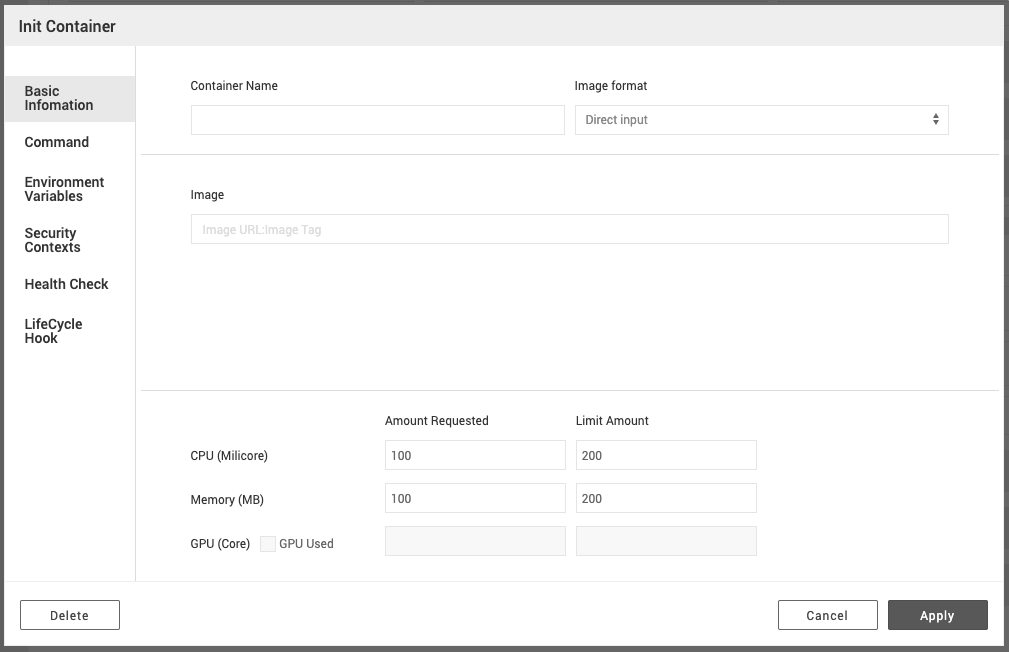 Init Container
Basic
Infomation
Command
Environment
Variables
Security
Contexts
Health Check
LifeCycle
Hook
Container Name
Image format
Direct input
Image
Image URL:Image Tag
Amount Requested
Limit Amount
CPU (Milicore)
100
200
Memory (MB)
100
200
GPU (Core)
GPU Used
Delete
Cancel
Apply